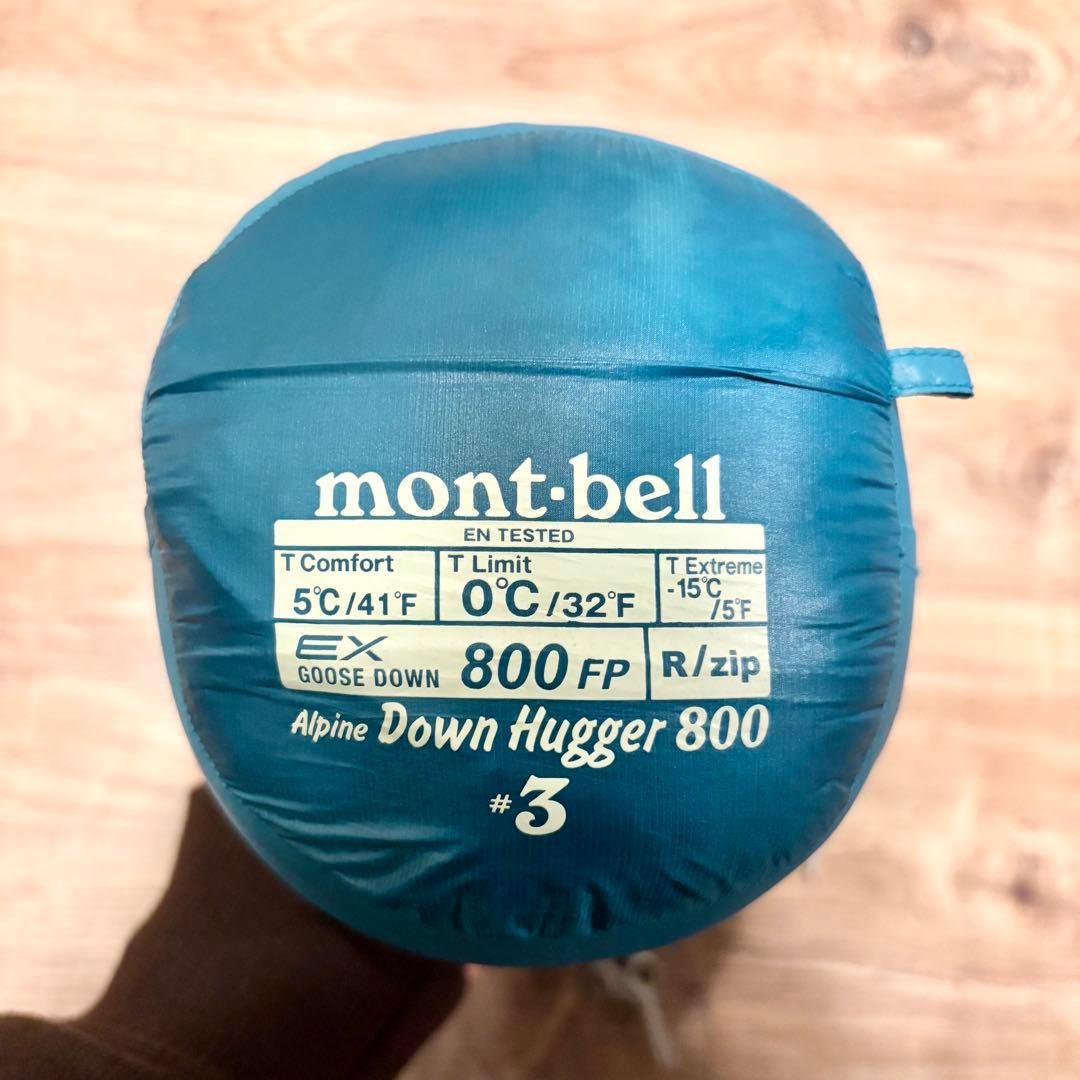 mont-bell
EN TESTED
T Comfort
5℃/41℉
T Limit
0℃/32℉
T Extreme
-15℃
/5℉
EX
GOOSE DOWN
800 FP
R/zip
Alpine Down Hugger 800
#3